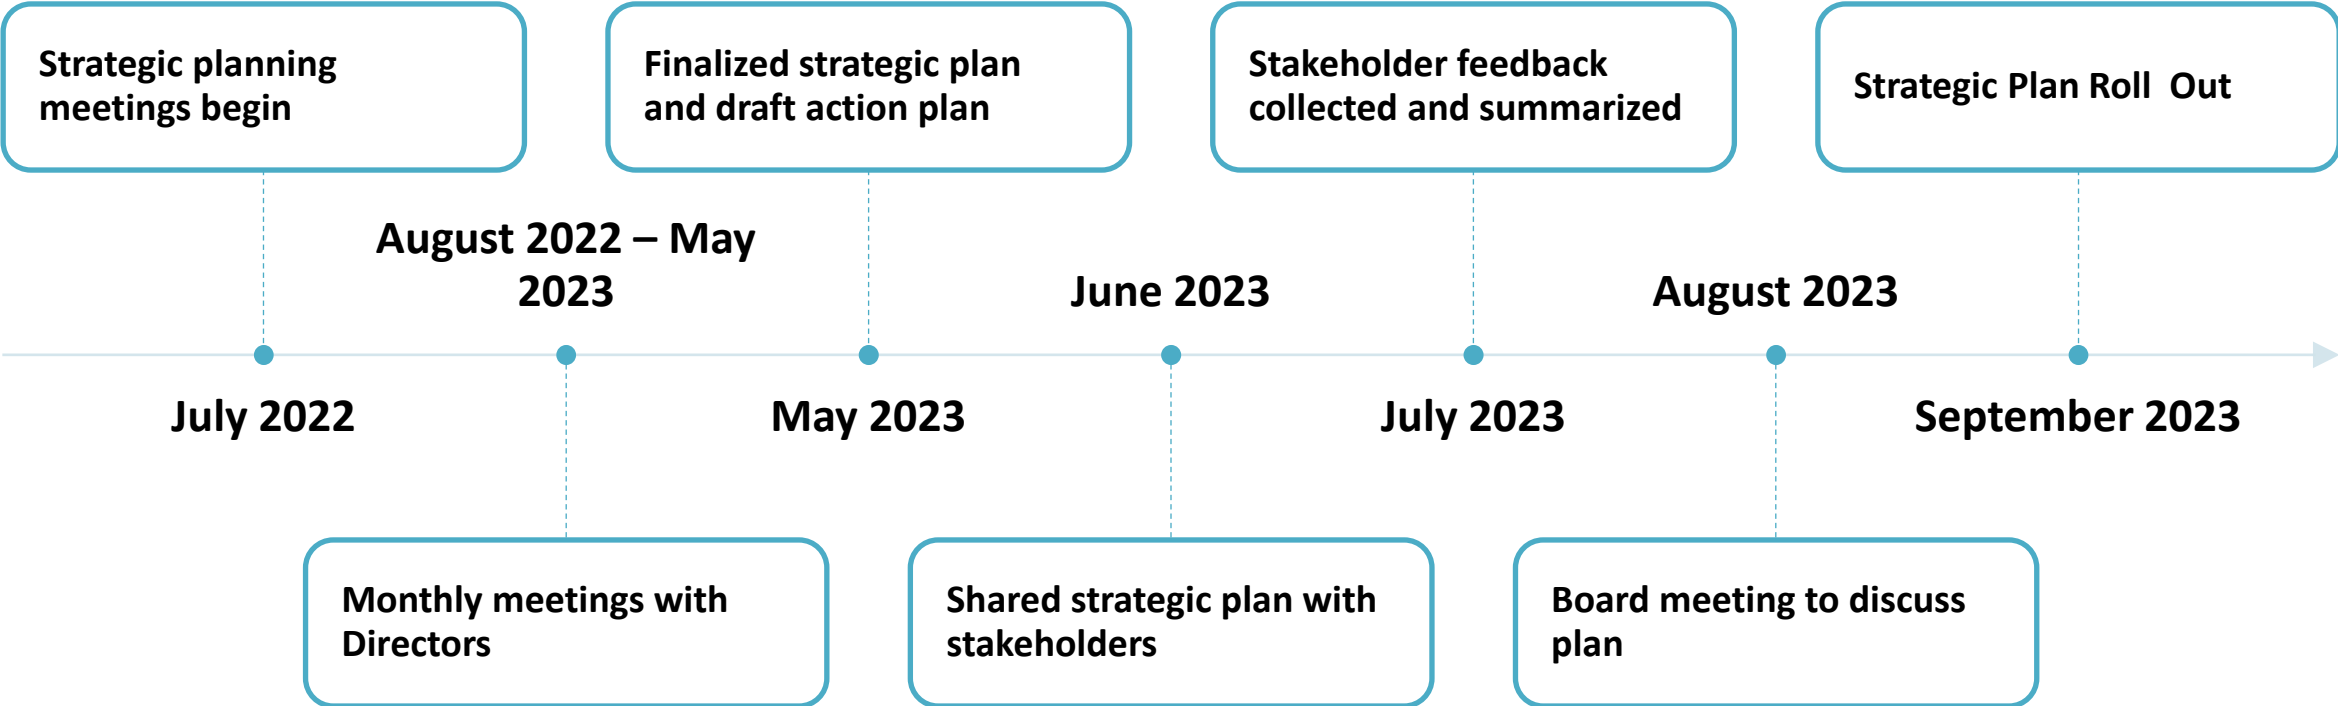 Strategic planning
meetings begin
July 2022
August 2022 – May
2023
Monthly meetings with
Directors
Finalized strategic plan
and draft action plan
May 2023
June 2023
Shared strategic plan with
stakeholders
Stakeholder feedback
collected and summarized
July 2023
August 2023
Board meeting to discuss
plan
Strategic Plan Roll  Out
September 2023